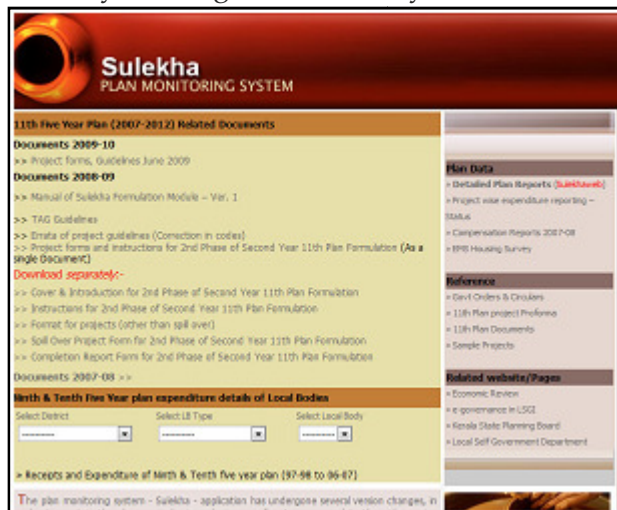 Sulekha
PLAN MONITORING SYSTEM
11th Five Year Plan (2007-2012) Related Documents
Documents 2009-10
>> Project forms, Guidelines June 2009
Documents 2008-09
>> Manual of Sulekha Formulation Module – Ver. 1
>> TAG Guidelines
>> Errata of project guidelines (Correction in codes)
>> Project forms and instructions for 2nd Phase of Second Year 11th Plan Formulation (As a
single Document)
Download separately:-
>> Cover & Introduction for 2nd Phase of Second Year 11th Plan Formulation
>> Instructions for 2nd Phase of Second Year 11th Plan Formulation
>> Format for projects (other than spill over)
>> Spill Over Project Form for 2nd Phase of Second Year 11th Plan Formulation
>> Completion Report Form for 2nd Phase of Second Year 11th Plan Formulation
Documents 2007-08 >>
Ninth & Tenth Five Year plan expenditure details of Local Bodies
Select District Select LB Type Select Local Body
---------- ---------- --------
» Receipts and Expenditure of Ninth & Tenth five year plan (97-98 to 06-07)
The plan monitoring system - Sulekha - application has undergone several version changes, in
Plan Data
» Detailed Plan Reports (Sulekhaweb)
» Project wise expenditure reporting –
Status
» Compensation Reports 2007-08
» EMS Housing Survey
Reference
» Govt Orders & Circulars
» 11th Plan project Proforma
» 11th Plan Documents
» Sample Projects
Related website/Pages
» Economic Review
» e-governance in LSGI
» Kerala State Planning Board
» Local Self Government Department